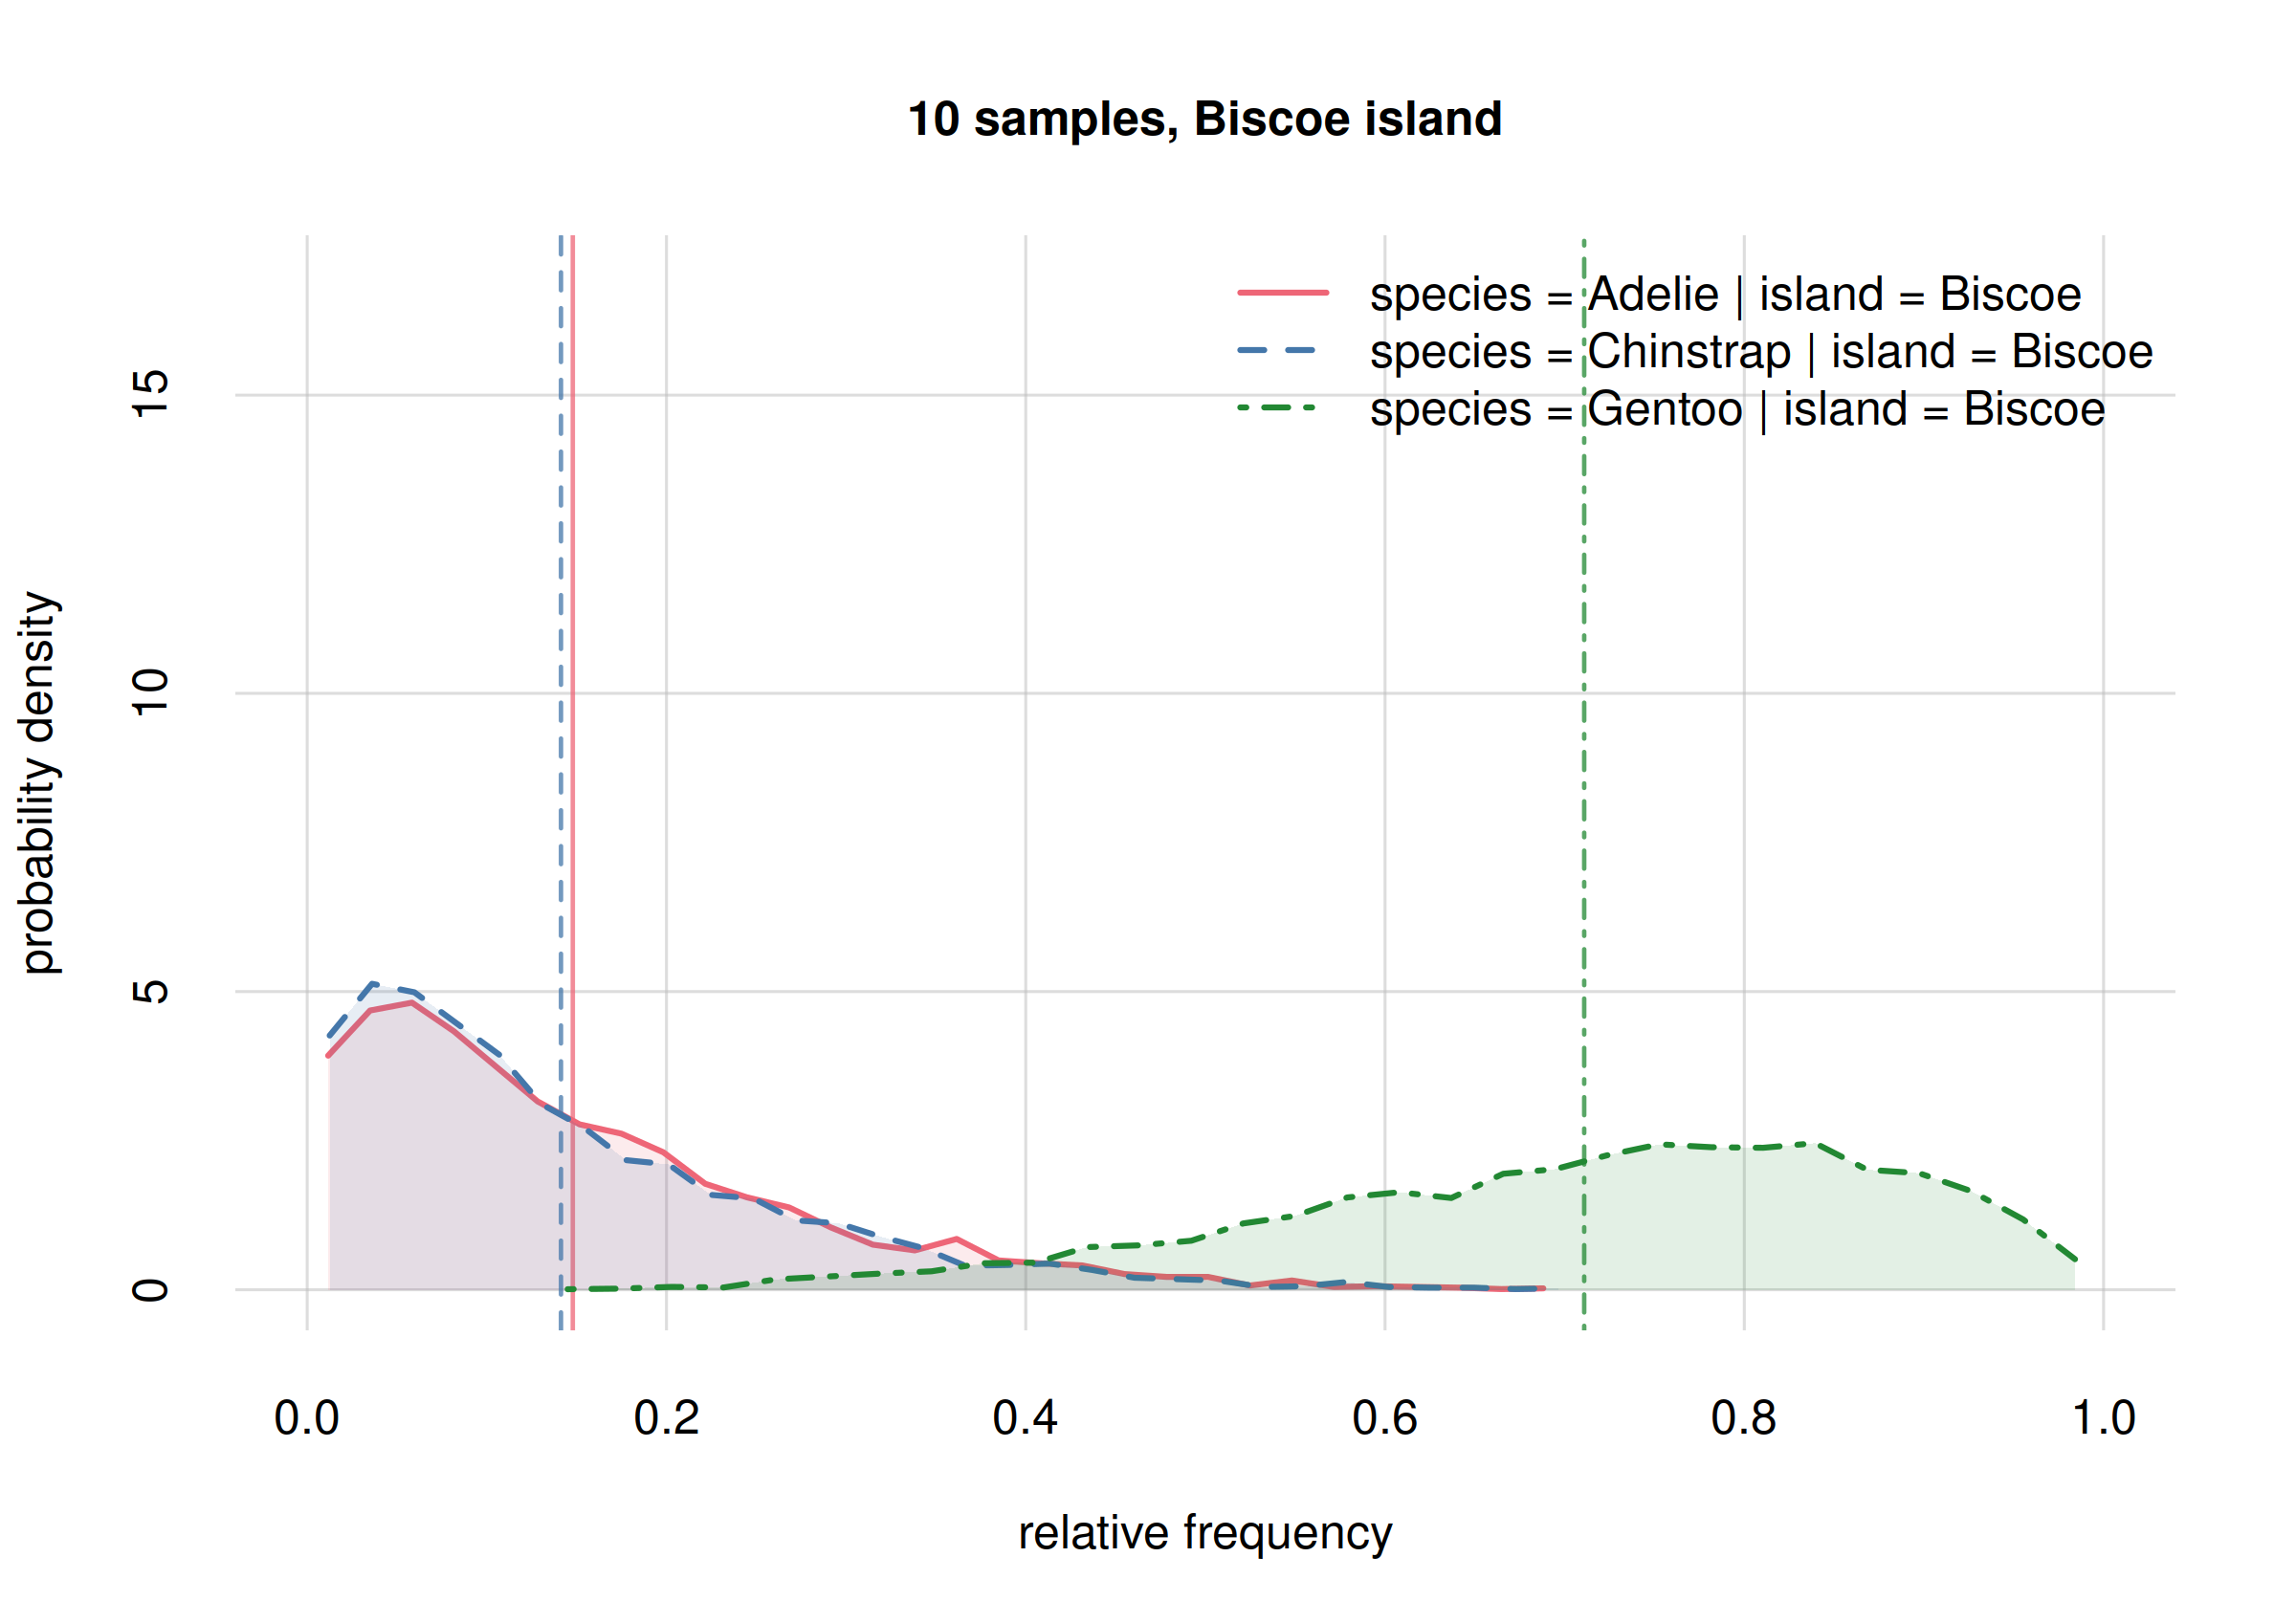 10 samples, Biscoe island
species = Adelie | island = Biscoe
species = Chinstrap | island = Biscoe
species = Gentoo | island = Biscoe
probability density
15
10
5
0
0.0 0.2 0.4 0.6 0.8 1.0
relative frequency